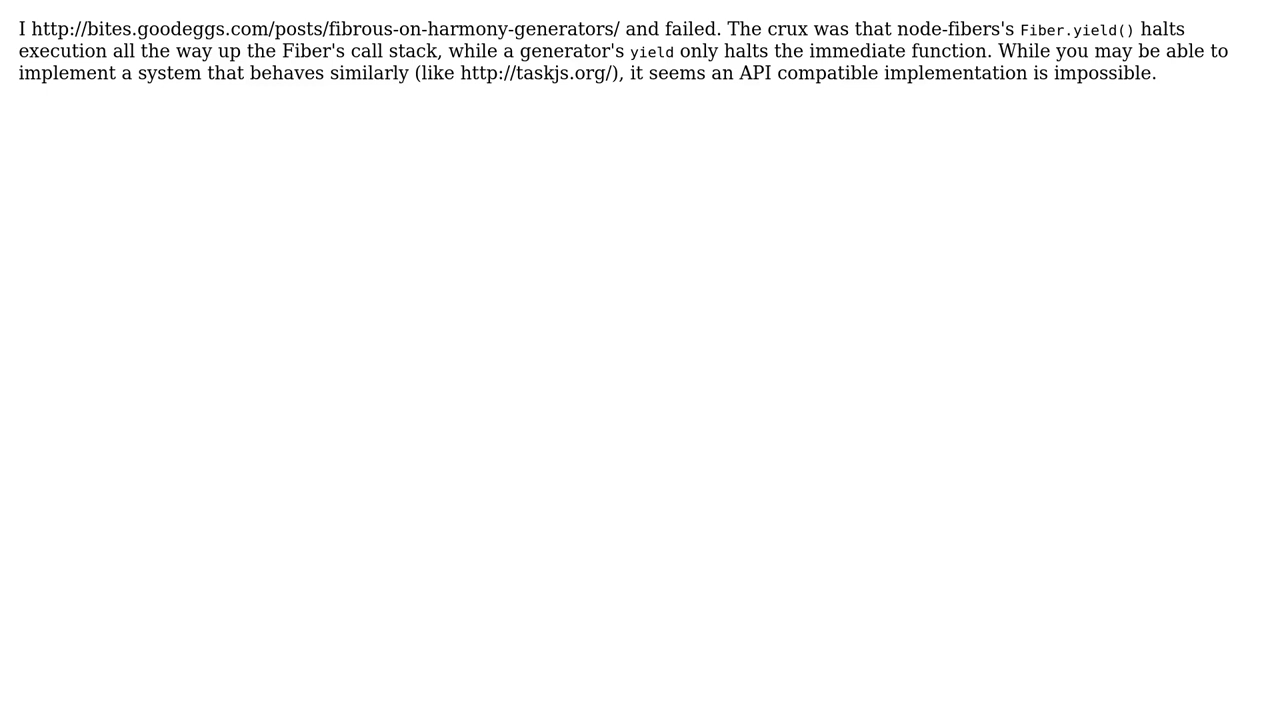 I http://bites.goodeggs.com/posts/fibrous-on-harmony-generators/ and failed. The crux was that node-fibers's Fiber.yield() halts
execution all the way up the Fiber's call stack, while a generator's yield only halts the immediate function. While you may be able to
implement a system that behaves similarly (like http://taskjs.org/), it seems an API compatible implementation is impossible.